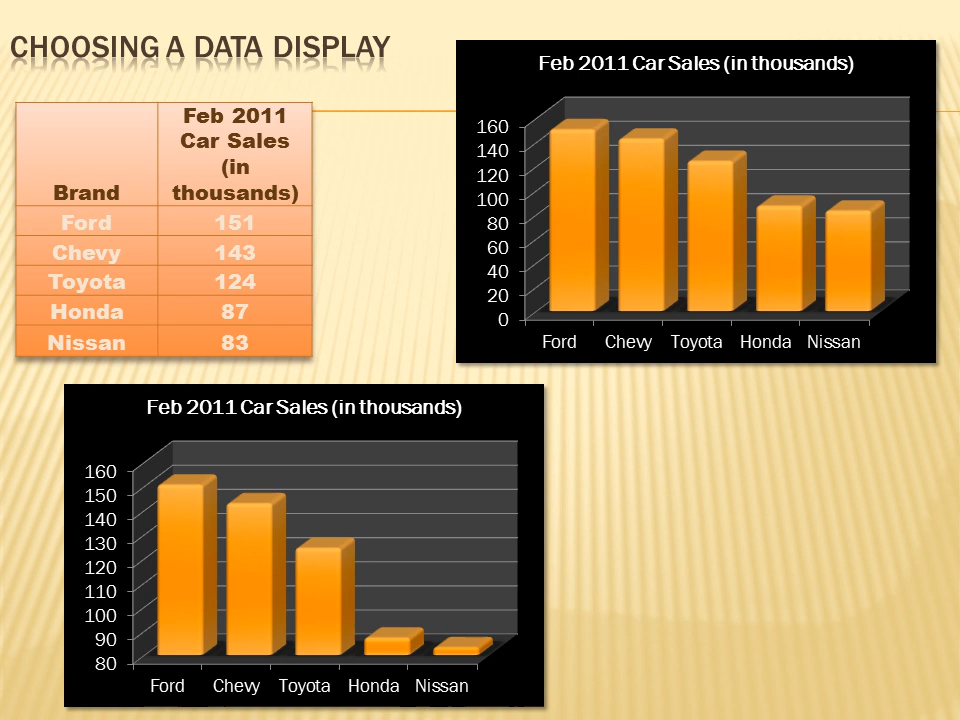 CHOOSING A DATA DISPLAY
Brand
Feb 2011
Car Sales
(in
thousands)
Ford 151
Chevy 143
Toyota 124
Honda 87
Nissan 83
Feb 2011 Car Sales (in thousands)
160
140
120
100
80
60
40
20
0
Ford Chevy Toyota Honda Nissan
Feb 2011 Car Sales (in thousands)
160
150
140
130
120
110
100
90
80
Ford Chevy Toyota Honda Nissan